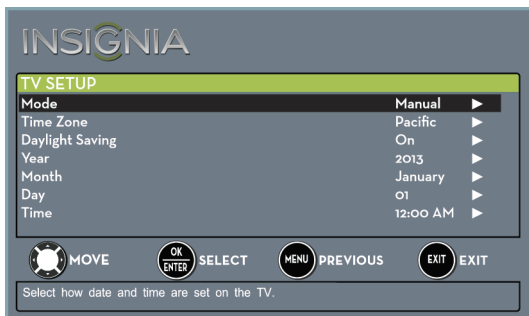 INSIGNIA
TV SETUP
Mode Manual ▶
Time Zone Pacific ▶
Daylight Saving On ▶
Year 2013 ▶
Month January ▶
Day 01 ▶
Time 12:00 AM ▶
MOVE OK ENTER SELECT MENU PREVIOUS EXIT EXIT
Select how date and time are set on the TV.